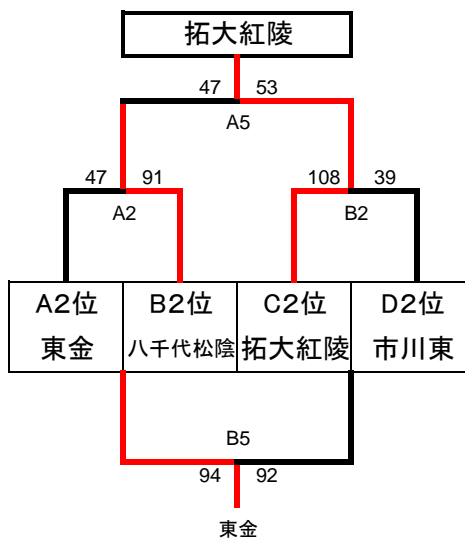 拓大紅陵
47 53
A5
47 91 108 39
A2 B2
A2位 B2位 C2位 D2位
東金 八千代松陰 拓大紅陵 市川東
B5
94 92
東金